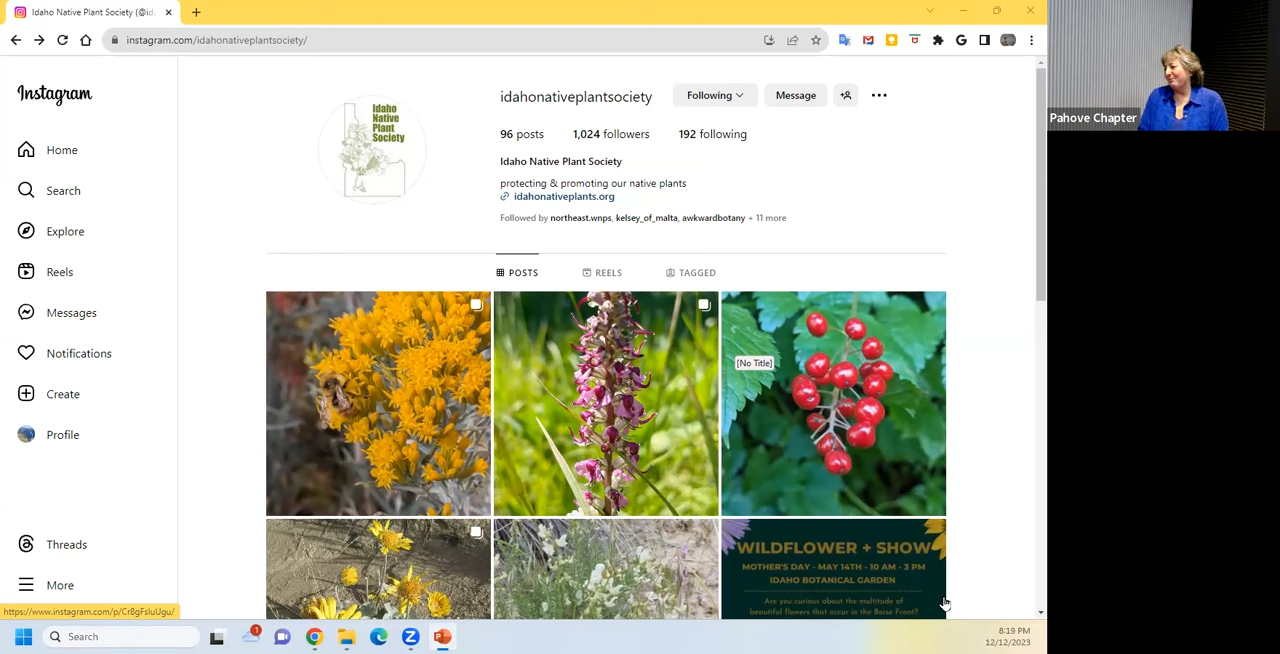 Idaho Native Plant Society (@id
instagram.com/idahonativeplantsociety/
Instagram
Home
Search
Explore
Reels
Messages
Notifications
Create
Profile
Threads
More
https://www.instagram.com/p/Cr8gFsluUgu/
Idaho
Native
Plant
Society
idahonativeplantsociety
Following
Message
96 posts
1,024 followers
192 following
Idaho Native Plant Society
protecting & promoting our native plants
idahonativeplants.org
Followed by northeast.wnps, kelsey_of_malta, awkwardbotany + 11 more
POSTS
REELS
TAGGED
[No Title]
WILDFLOWER + SHOW
MOTHER'S DAY - MAY 14TH - 10 AM - 3 PM
IDAHO BOTANICAL GARDEN
Are you curious about the multitude of
beautiful flowers that occur in the Boise Front?
Search
1
8:19 PM
12/12/2023
Pahove Chapter